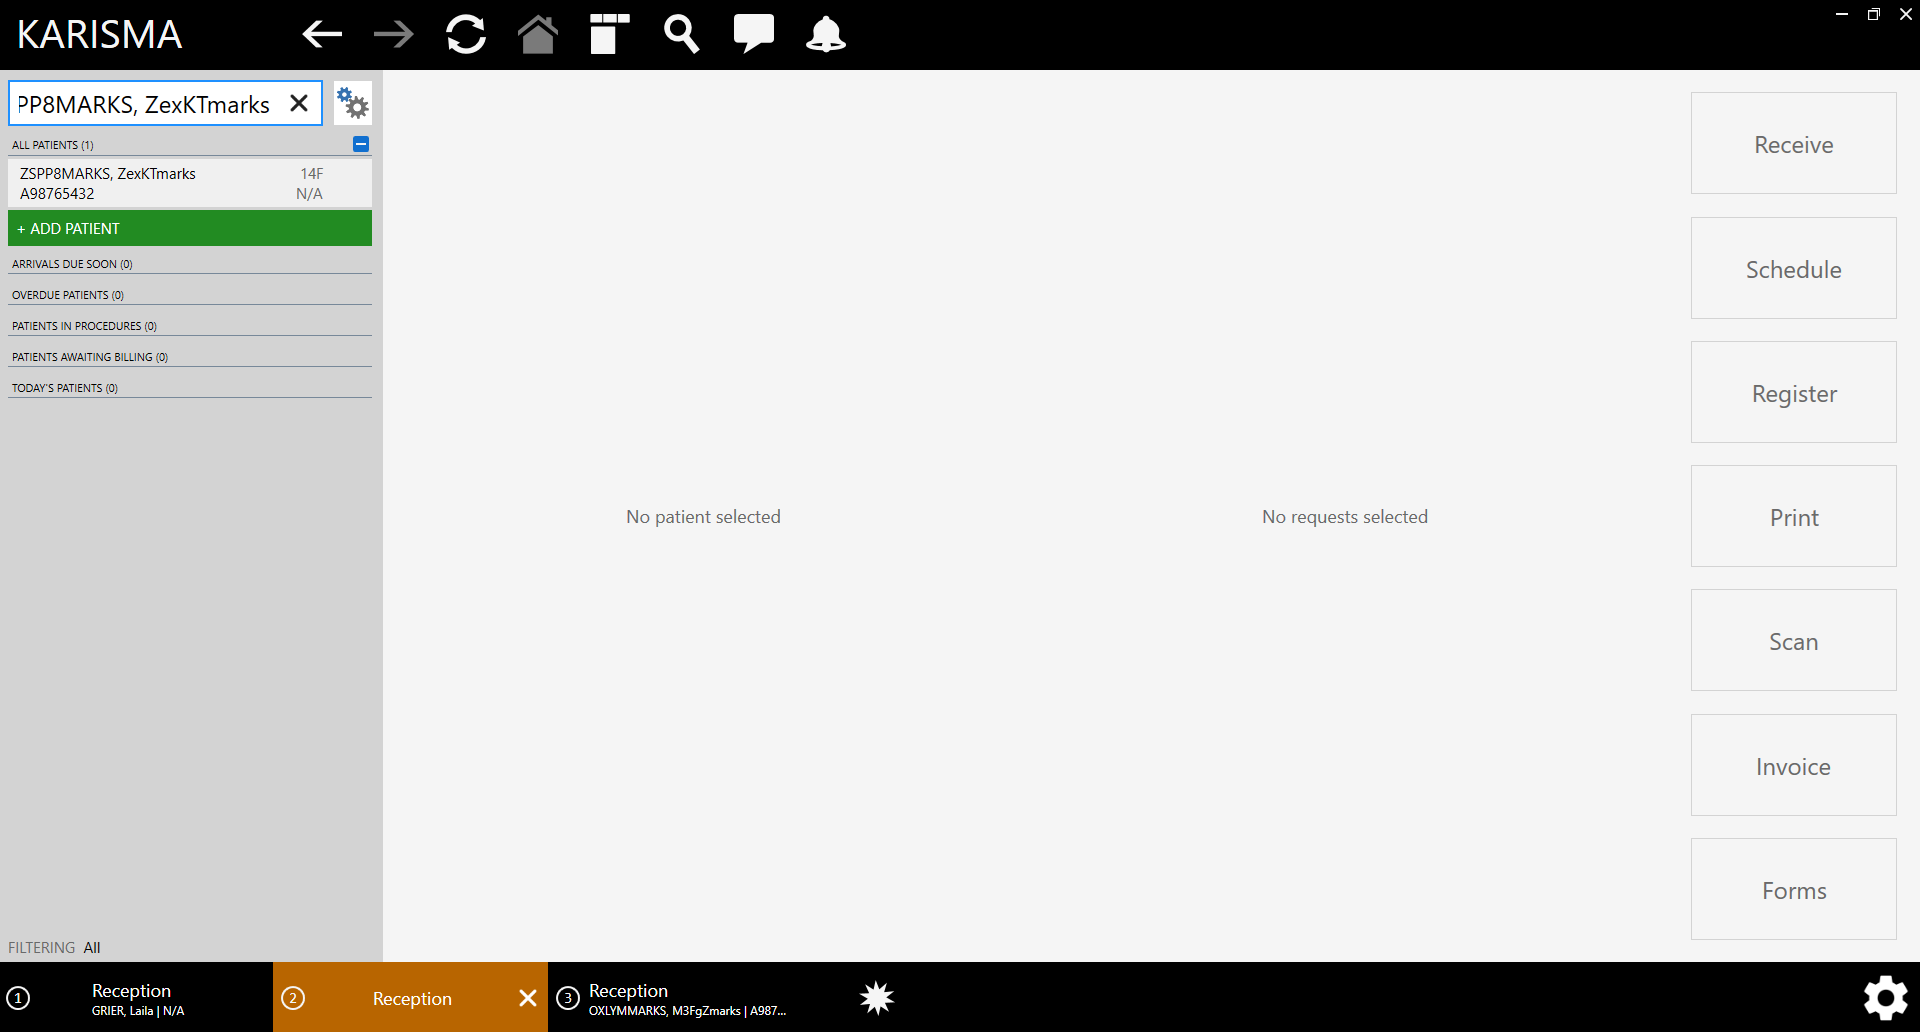 KARISMA
PP8MARKS, ZexKTmarks
ALL PATIENTS (1)
ZSPP8MARKS, ZexKTmarks 14F
A98765432 N/A
+ ADD PATIENT
ARRIVALS DUE SOON (0)
OVERDUE PATIENTS (0)
PATIENTS IN PROCEDURES (0)
PATIENTS AWAITING BILLING (0)
TODAY'S PATIENTS (0)
FILTERING All
No patient selected
No requests selected
Receive
Schedule
Register
Print
Scan
Invoice
Forms
1 Reception
GRIER, Laila | N/A
2 Reception
3 Reception
OXLYMMARKS, M3FgZmarks | A987...